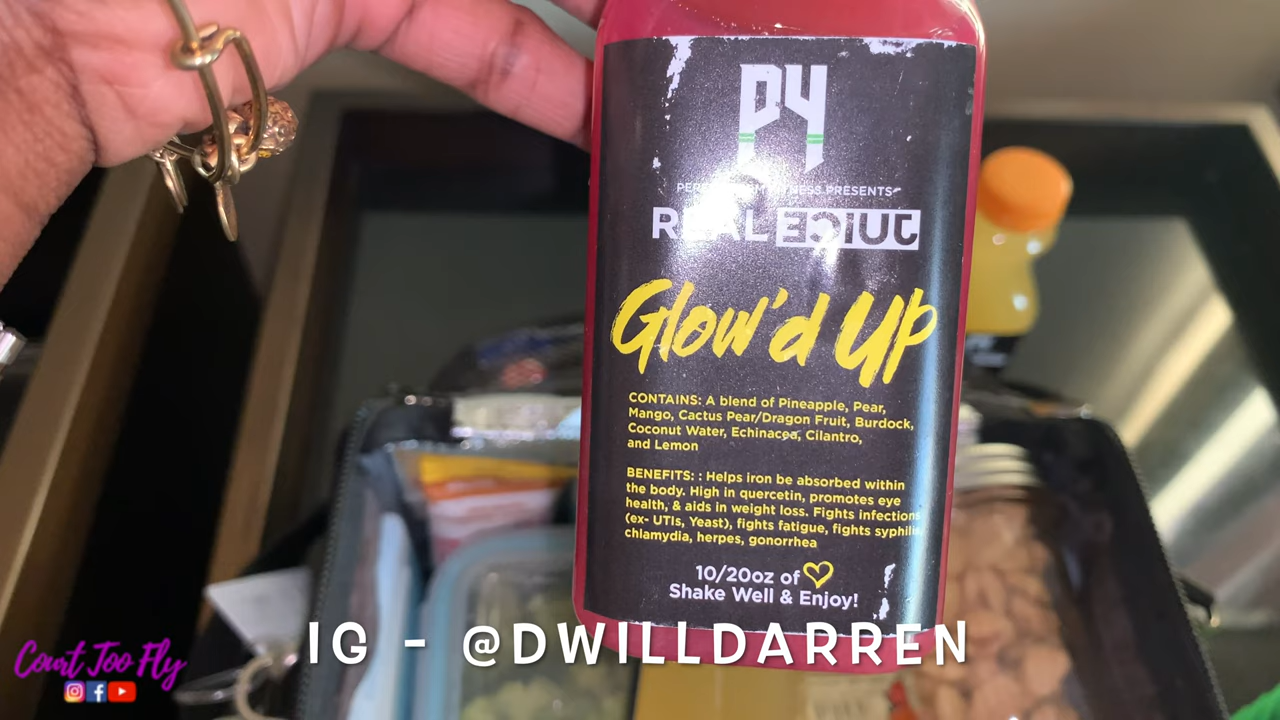 P4
FITNESS PRESENTS
REAL JUICE
Glow'd Up
CONTAINS: A blend of Pineapple, Pear,
Mango, Cactus Pear/Dragon Fruit, Burdock,
Coconut Water, Echinacea, Cilantro,
and Lemon
BENEFITS: : Helps iron be absorbed within
the body. High in quercetin, promotes eye
health, & aids in weight loss. Fights infections
(ex- UTIs, Yeast), fights fatigue, fights syphilis,
chlamydia, herpes, gonorrhea
10/20oz of
Shake Well & Enjoy!
IG - @DWILLDARREN
Court Too Fly